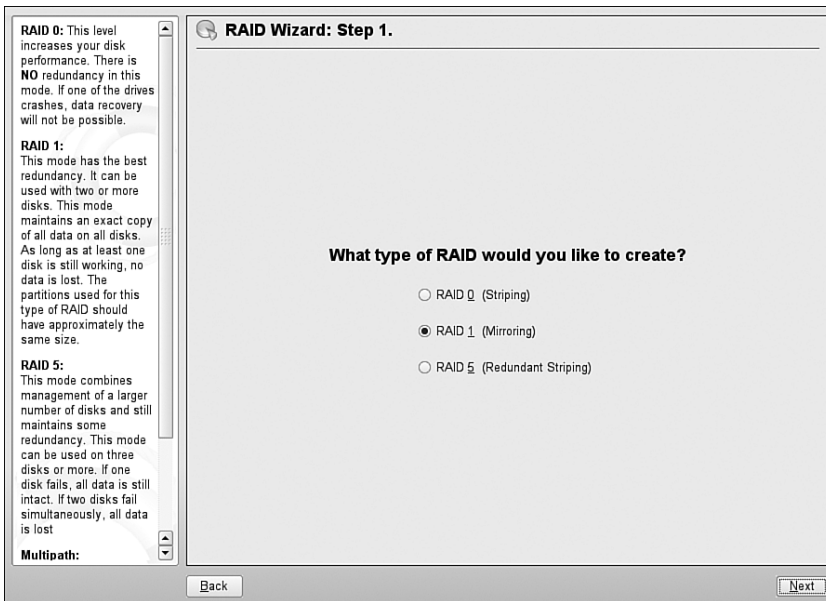 RAID 0: This level
increases your disk
performance. There is
NO redundancy in this
mode. If one of the drives
crashes, data recovery
will not be possible.
RAID 1:
This mode has the best
redundancy. It can be
used with two or more
disks. This mode
maintains an exact copy
of all data on all disks.
As long as at least one
disk is still working, no
data is lost. The
partitions used for this
type of RAID should
have approximately the
same size.
RAID 5:
This mode combines
management of a larger
number of disks and still
maintains some
redundancy. This mode
can be used on three
disks or more. If one
disk fails, all data is still
intact. If two disks fail
simultaneously, all data
is lost
Multipath:
RAID Wizard: Step 1.
What type of RAID would you like to create?
RAID 0 (Striping)
RAID 1 (Mirroring)
RAID 5 (Redundant Striping)
Back
Next